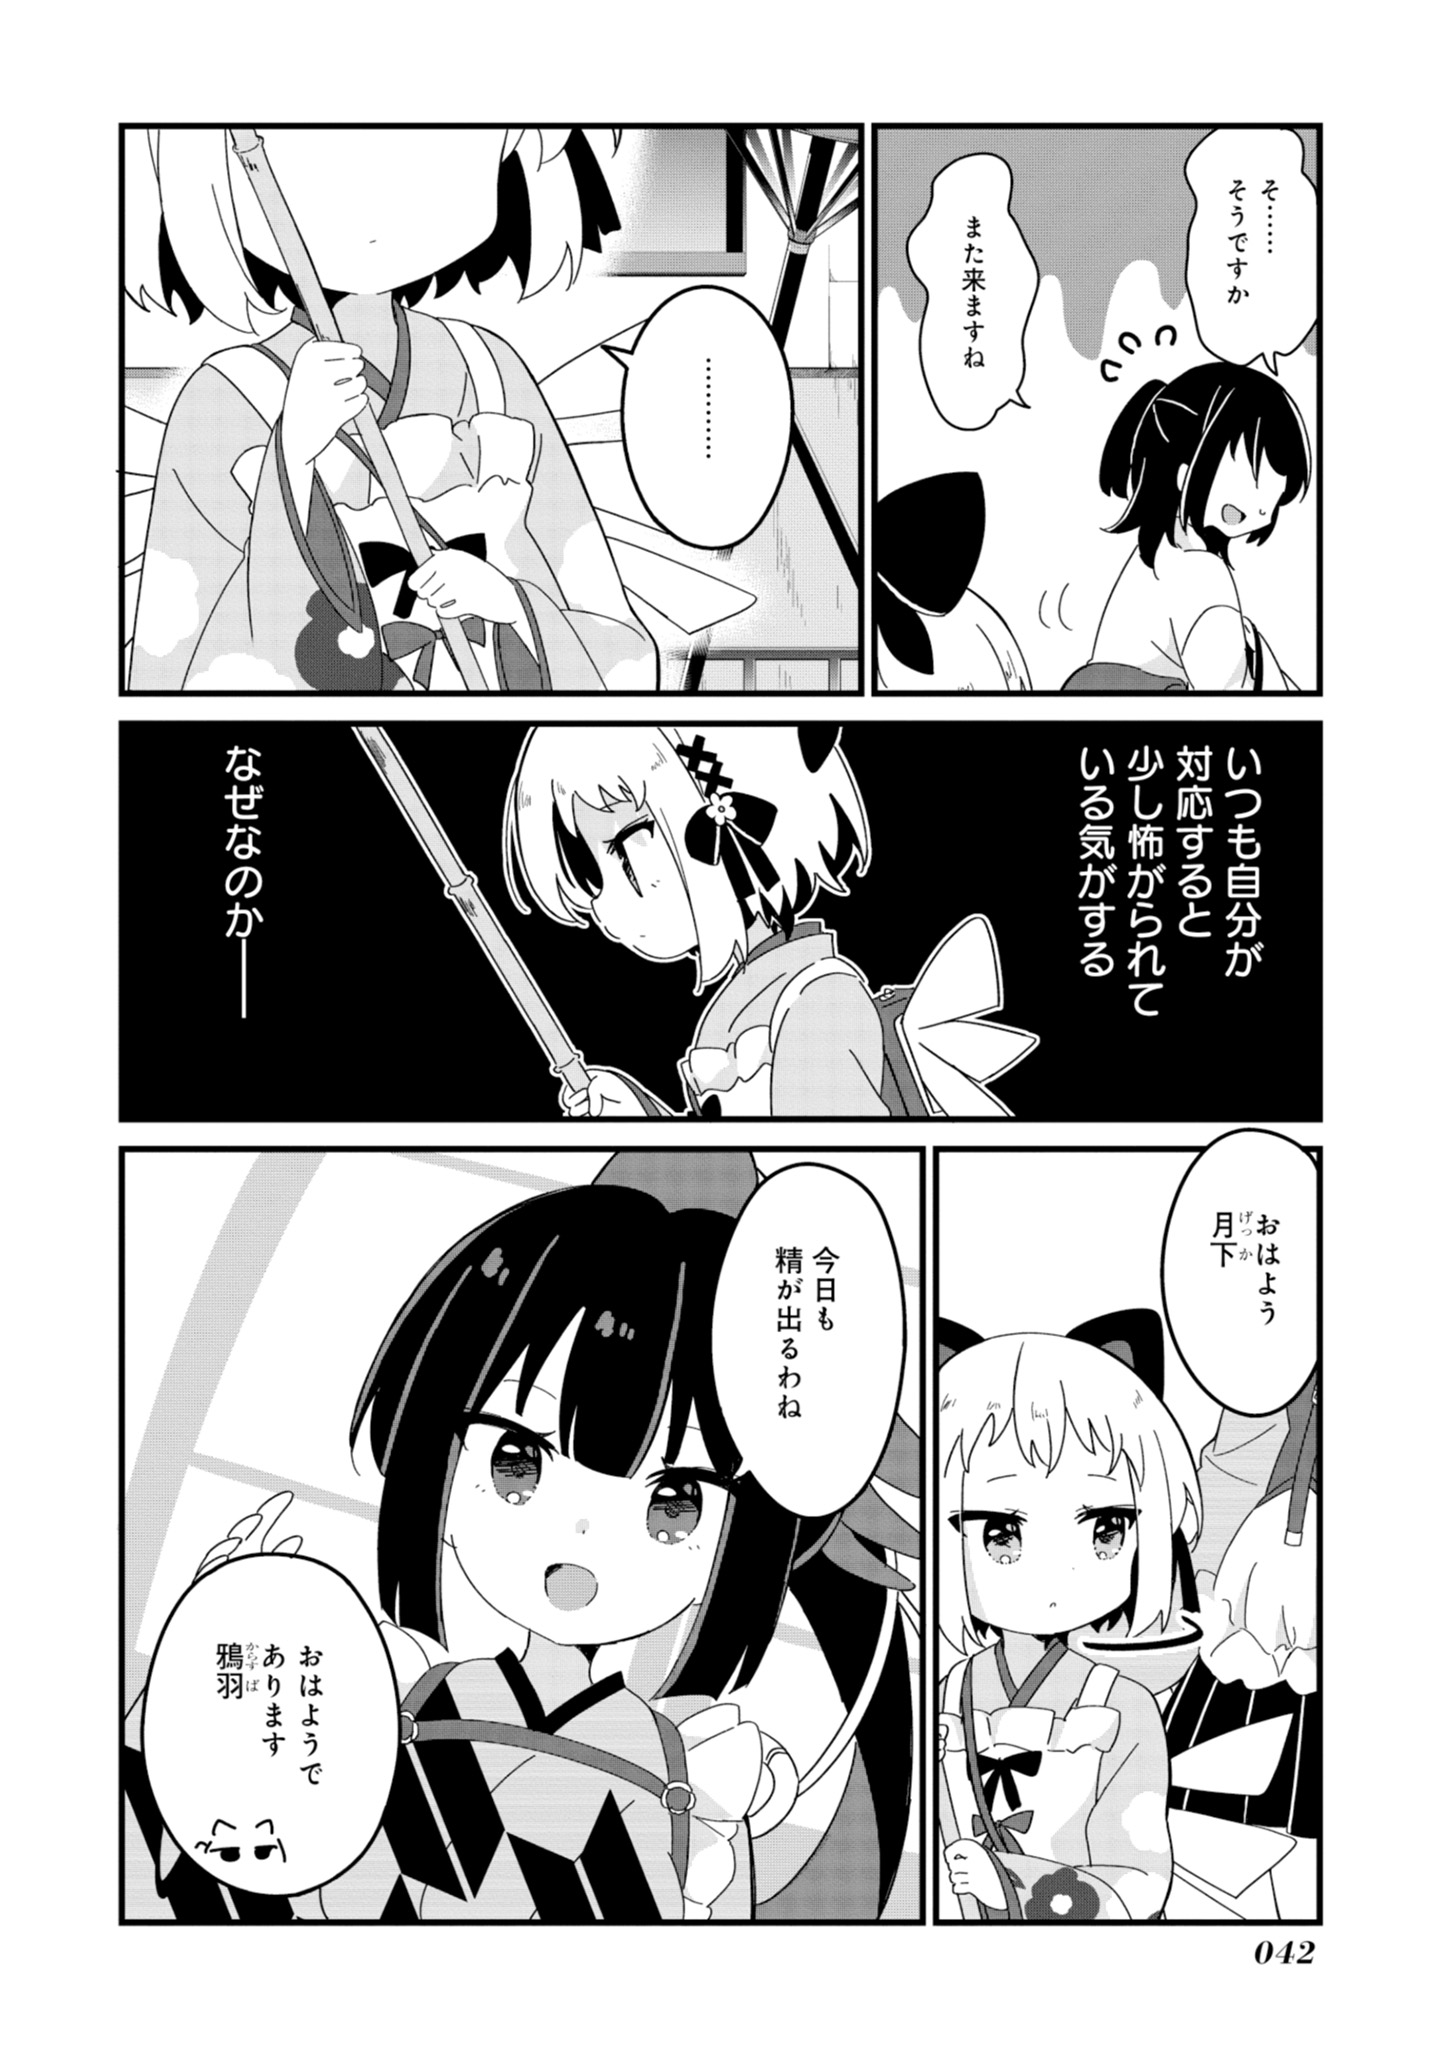 そ……
そうですか
また来ますね
…………
いつも自分が
対応すると
少し怖がられて
いる気がする
なぜなのか――
おはよう
月下
げっか
今日も
精が出るわね
おはようで
あります
鴉羽
からすば
042